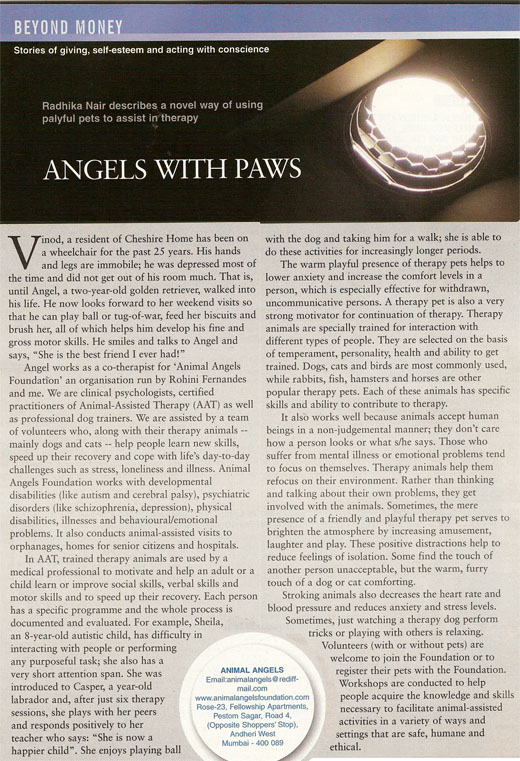 BEYOND MONEY
Stories of giving, self-esteem and acting with conscience
Radhika Nair describes a novel way of using
palyful pets to assist in therapy
ANGELS WITH PAWS
Vinod, a resident of Cheshire Home has been on
a wheelchair for the past 25 years. His hands
and legs are immobile; he was depressed most of
the time and did not get out of his room much. That is,
until Angel, a two-year-old golden retriever, walked into
his life. He now looks forward to her weekend visits so
that he can play ball or tug-of-war, feed her biscuits and
brush her, all of which helps him develop his fine and
gross motor skills. He smiles and talks to Angel and
says, “She is the best friend I ever had!”
Angel works as a co-therapist for ‘Animal Angels
Foundation’ an organisation run by Rohini Fernandes
and me. We are clinical psychologists, certified
practitioners of Animal-Assisted Therapy (AAT) as well
as professional dog trainers. We are assisted by a team
of volunteers who, along with their therapy animals --
mainly dogs and cats -- help people learn new skills,
speed up their recovery and cope with life’s day-to-day
challenges such as stress, loneliness and illness. Animal
Angels Foundation works with developmental
disabilities (like autism and cerebral palsy), psychiatric
disorders (like schizophrenia, depression), physical
disabilities, illnesses and behavioural/emotional
problems. It also conducts animal-assisted visits to
orphanages, homes for senior citizens and hospitals.
In AAT, trained therapy animals are used by a
medical professional to motivate and help an adult or a
child learn or improve social skills, verbal skills and
motor skills and to speed up their recovery. Each person
has a specific programme and the whole process is
documented and evaluated. For example, Sheila,
an 8-year-old autistic child, has difficulty in
interacting with people or performing
any purposeful task; she also has a
very short attention span. She was
introduced to Casper, a year-old
labrador and, after just six therapy
sessions, she plays with her peers
and responds positively to her
teacher who says: “She is now a
happier child”. She enjoys playing ball
with the dog and taking him for a walk; she is able to
do these activities for increasingly longer periods.
The warm playful presence of therapy pets helps to
lower anxiety and increase the comfort levels in a
person, which is especially effective for withdrawn,
uncommunicative persons. A therapy pet is also a very
strong motivator for continuation of therapy. Therapy
animals are specially trained for interaction with
different types of people. They are selected on the basis
of temperament, personality, health and ability to get
trained. Dogs, cats and birds are most commonly used,
while rabbits, fish, hamsters and horses are other
popular therapy pets. Each of these animals has specific
skills and ability to contribute to therapy.
It also works well because animals accept human
beings in a non-judgemental manner; they don’t care
how a person looks or what s/he says. Those who
suffer from mental illness or emotional problems tend
to focus on themselves. Therapy animals help them
refocus on their environment. Rather than thinking
and talking about their own problems, they get
involved with the animals. Sometimes, the mere
presence of a friendly and playful therapy pet serves to
brighten the atmosphere by increasing amusement,
laughter and play. These positive distractions help to
reduce feelings of isolation. Some find the touch of
another person unacceptable, but the warm, furry
touch of a dog or cat comforting.
Stroking animals also decreases the heart rate and
blood pressure and reduces anxiety and stress levels.
Sometimes, just watching a therapy dog perform
tricks or playing with others is relaxing.
Volunteers (with or without pets) are
welcome to join the Foundation or to
register their pets with the Foundation.
Workshops are conducted to help
people acquire the knowledge and skills
necessary to facilitate animal-assisted
activities in a variety of ways and
settings that are safe, humane and
ethical.
ANIMAL ANGELS
Email:animalangels@rediff-
mail.com
www.animalangelsfoundation.com
Rose-23, Fellowship Apartments,
Pestom Sagar, Road 4,
(Opposite Shoppers' Stop),
Andheri West
Mumbai - 400 089